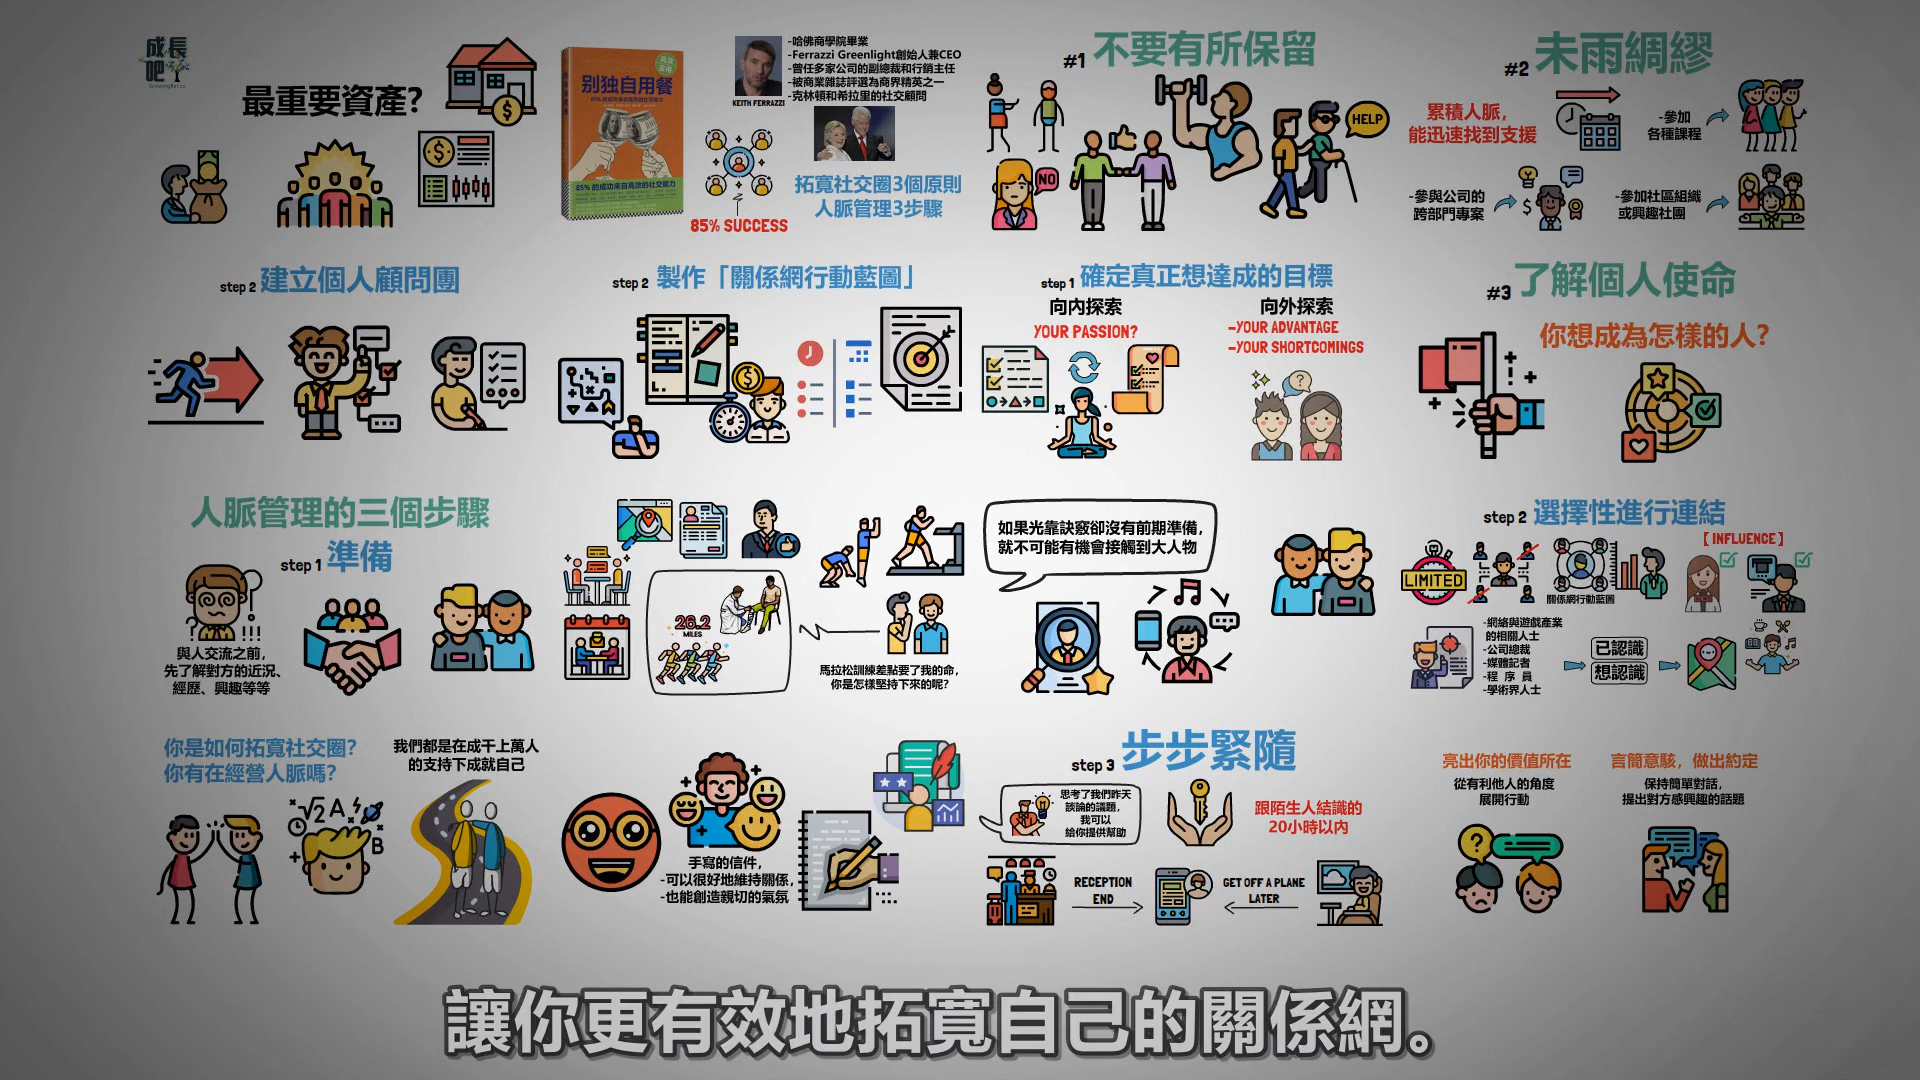 成長
吧
最重要資產?
$
$
别独自用餐
85% 的成功来自高效的社交能力
-哈佛商學院畢業
-Ferrazzi Greenlight創始人兼CEO
-曾任多家公司的副總裁和行銷主任
-被商業雜誌評選為商界精英之一
-克林頓和希拉里的社交顧問
KEITH FERRAZZI
85% SUCCESS
拓寬社交圈3個原則
人脈管理3步驟
#1 不要有所保留
NO
HELP
#2 未雨綢繆
累積人脈，
能迅速找到支援
-參加
各種課程
-參與公司的
跨部門專案
-參加社區組織
或興趣社團
step 2 建立個人顧問團
step 2 製作「關係網行動藍圖」
step 1 確定真正想達成的目標
向內探索
YOUR PASSION?
向外探索
-YOUR ADVANTAGE
-YOUR SHORTCOMINGS
#3 了解個人使命
你想成為怎樣的人?
人脈管理的三個步驟
step 1 準備
與人交流之前，
先了解對方的近況、
經歷、興趣等等
26.2
MILES
馬拉松訓練差點要了我的命，
你是怎樣堅持下來的呢?
如果光靠訣竅卻沒有前期準備，
就不可能有機會接觸到大人物
step 2 選擇性進行連結
LIMITED
關係網行動藍圖
【 INFLUENCE 】
-網絡與遊戲產業
的相關人士
-公司總裁
-媒體記者
-程 序 員
-學術界人士
已認識
想認識
你是如何拓寬社交圈?
你有在經營人脈嗎?
我們都是在成千上萬人
的支持下成就自己
手寫的信件，
-可以很好地維持關係，
-也能創造親切的氣氛
step 3 步步緊隨
思考了我們昨天
談論的議題，
我可以
給你提供幫助
跟陌生人結識的
20小時以內
RECEPTION
END
GET OFF A PLANE
LATER
亮出你的價值所在
從有利他人的角度
展開行動
言簡意賅，做出約定
保持簡單對話，
提出對方感興趣的話題
讓你更有效地拓寬自己的關係網。